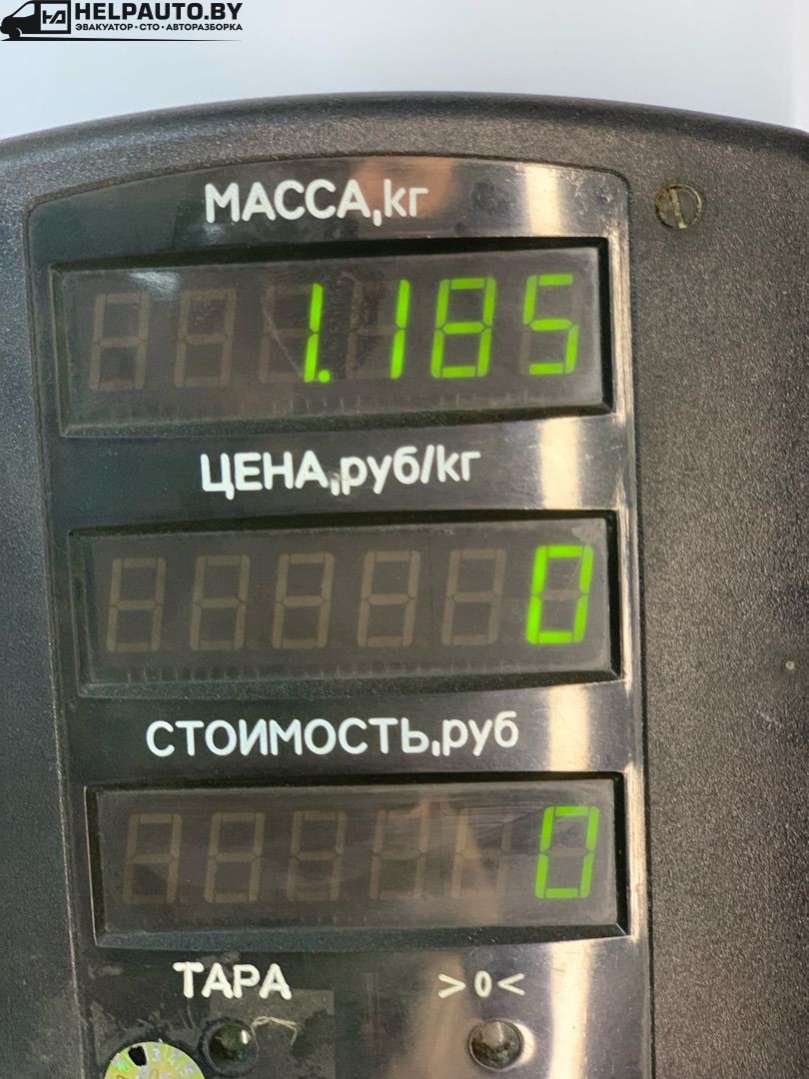 HELPAUTO.BY
ЭВАКУАТОР • СТО • АВТОРАЗБОРКА
МАССА,кг
1.185
ЦЕНА,руб/кг
0
СТОИМОСТЬ,руб
0
ТАРА >0<